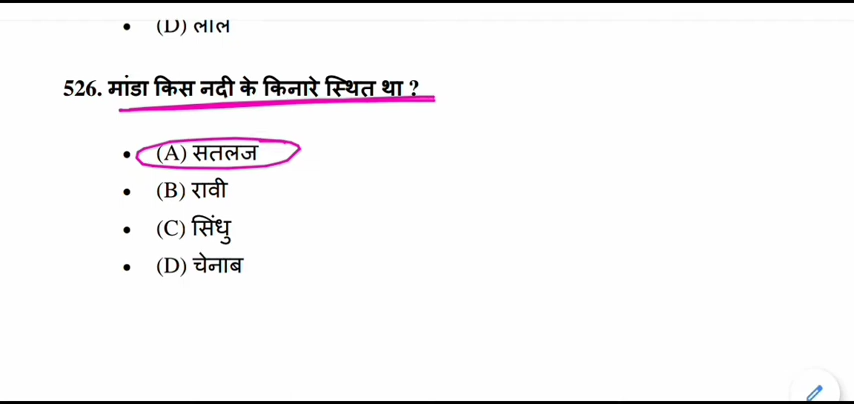 (D) लाल
526. मांडा किस नदी के किनारे स्थित था ?
(A) सतलज
(B) रावी
(C) सिंधु
(D) चेनाब